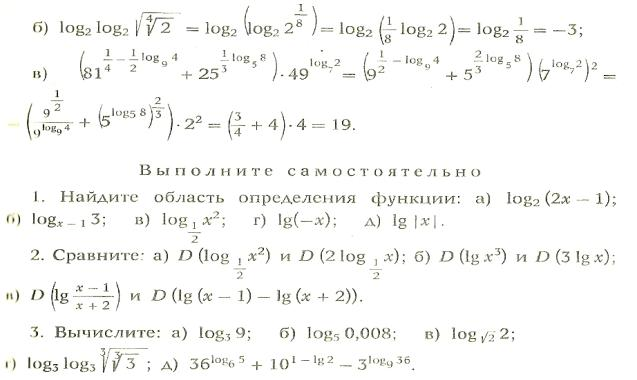 б) log₂ log₂ √(⁴√2) = log₂ (log₂ 2^(1/8)) = log₂ (1/8 log₂ 2) = log₂ 1/8 = −3;
в) (81^(1/4 − 1/2 log₉ 4) + 25^(1/3 log₅ 8) · 49^(log₇ 2) = (9^(1/2 − log₉ 4) + 5^(2/3 log₅ 8)) (7^(log₇ 2))² =
(9^(1/2)/9^(log₉ 4) + (5^(log5 8))^(2/3)) · 2² = (3/4 + 4) · 4 = 19.
Выполните самостоятельно
1. Найдите область определения функции: а) log₂ (2x − 1);
б) log_(x − 1) 3; в) log_(1/2) x²; г) lg(−x); д) lg |x|.
2. Сравните: а) D (log_(1/2) x²) и D (2 log_(1/2) x); б) D (lg x³) и D (3 lg x);
в) D (lg (x − 1)/(x + 2)) и D (lg (x − 1) − lg (x + 2)).
3. Вычислите: а) log₃ 9; б) log₅ 0,008; в) log_(√2) 2;
г) log₃ log₃ ³√(³√3) ; д) 36^(log₆ 5) + 10^(1 − lg 2) − 3^(log₉ 36).